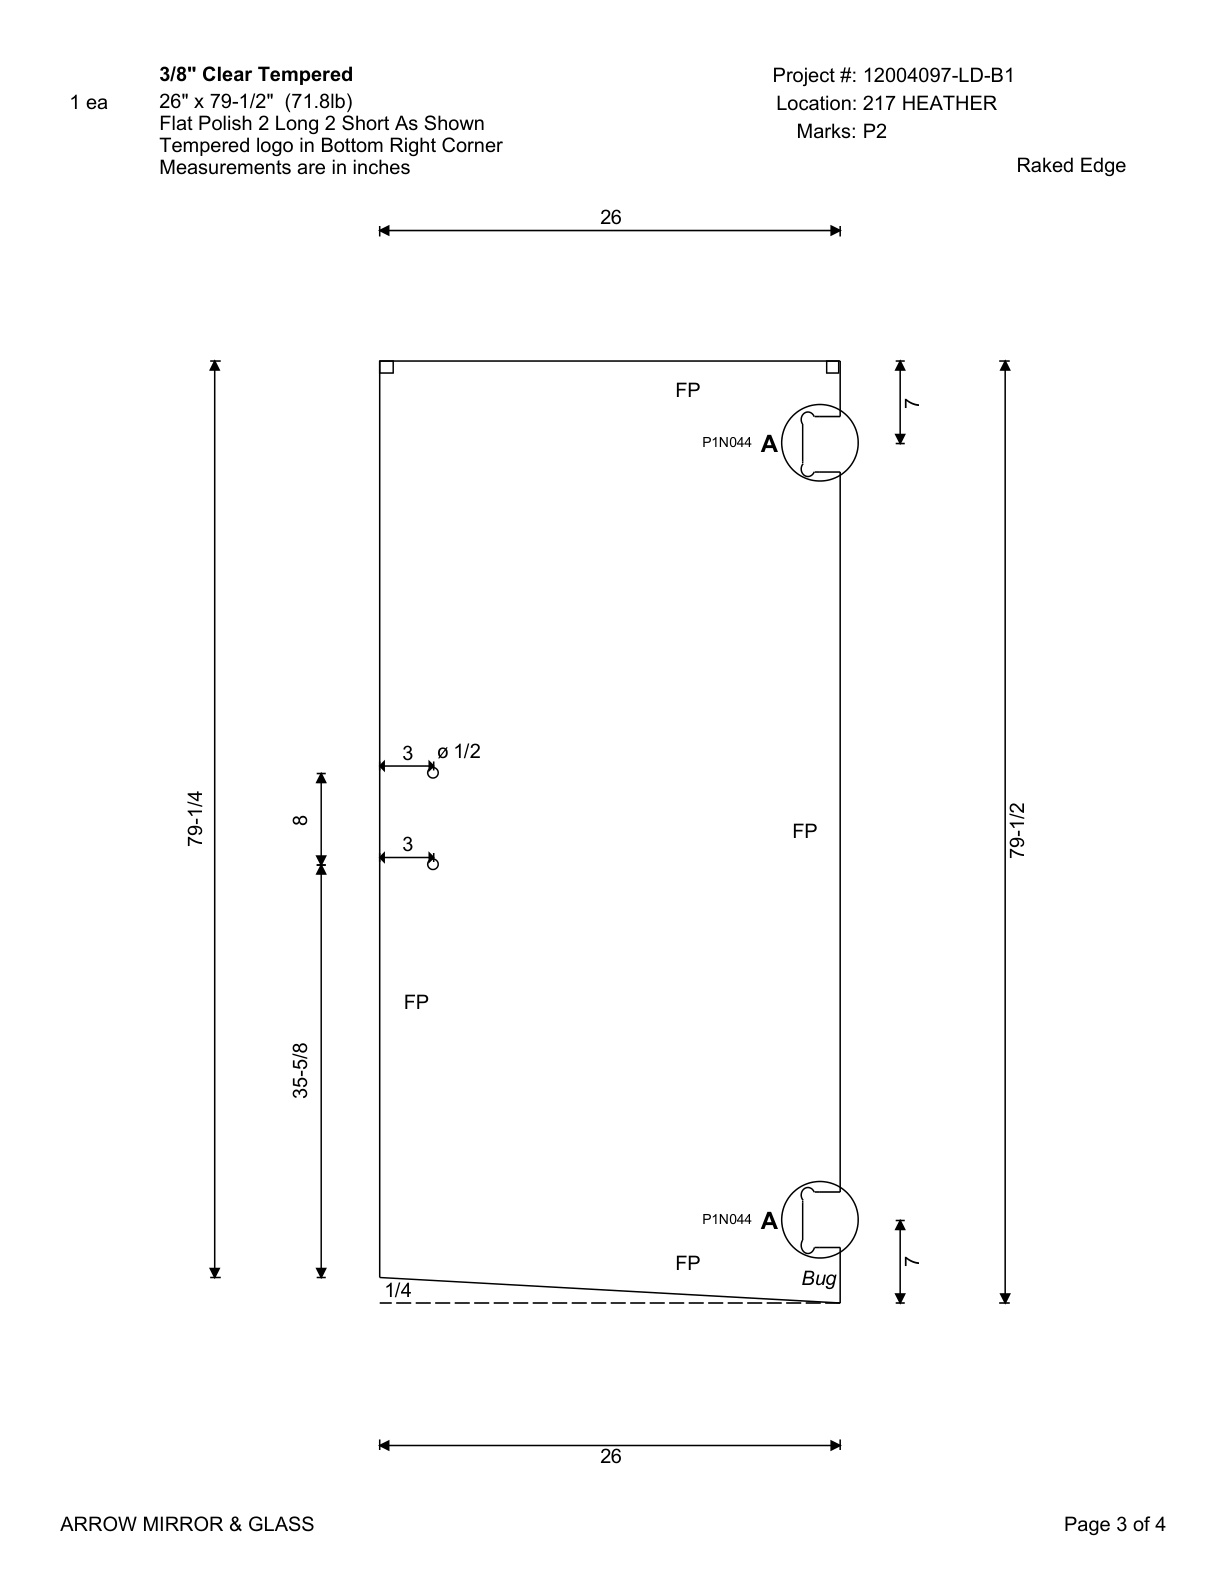 3/8" Clear Tempered
1 ea
26" x 79-1/2" (71.8lb)
Flat Polish 2 Long 2 Short As Shown
Tempered logo in Bottom Right Corner
Measurements are in inches
Project #: 12004097-LD-B1
Location: 217 HEATHER
Marks: P2
Raked Edge
26
FP
7
P1N044 A
3
ø 1/2
8
79-1/4
3
FP
79-1/2
FP
35-5/8
P1N044 A
FP
7
Bug
1/4
26
ARROW MIRROR & GLASS
Page 3 of 4